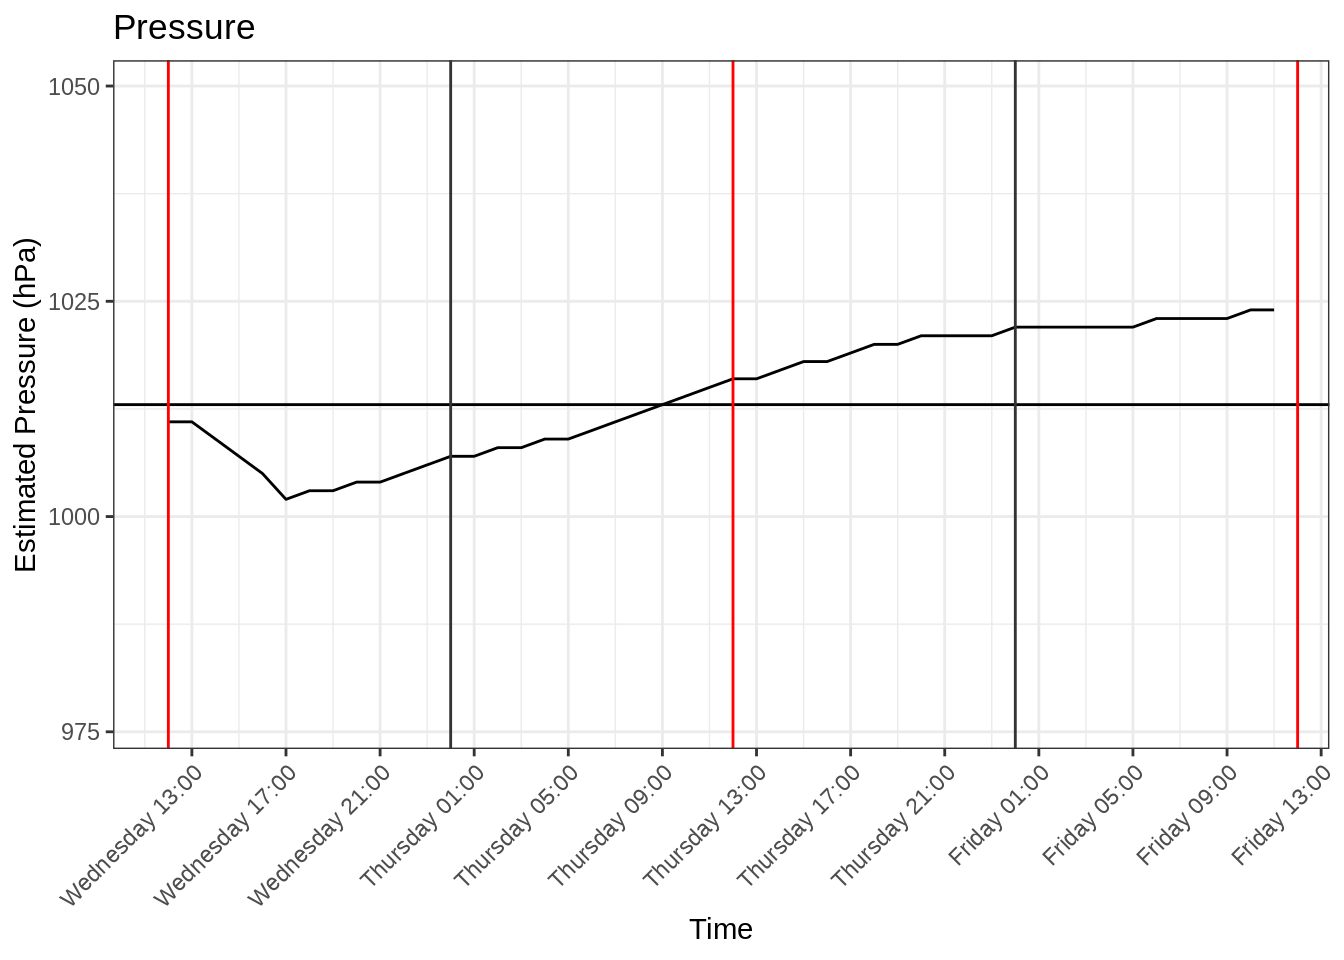 Pressure
Estimated Pressure (hPa)
1050
1025
1000
975
Wednesday 13:00
Wednesday 17:00
Wednesday 21:00
Thursday 01:00
Thursday 05:00
Thursday 09:00
Thursday 13:00
Thursday 17:00
Thursday 21:00
Friday 01:00
Friday 05:00
Friday 09:00
Friday 13:00
Time